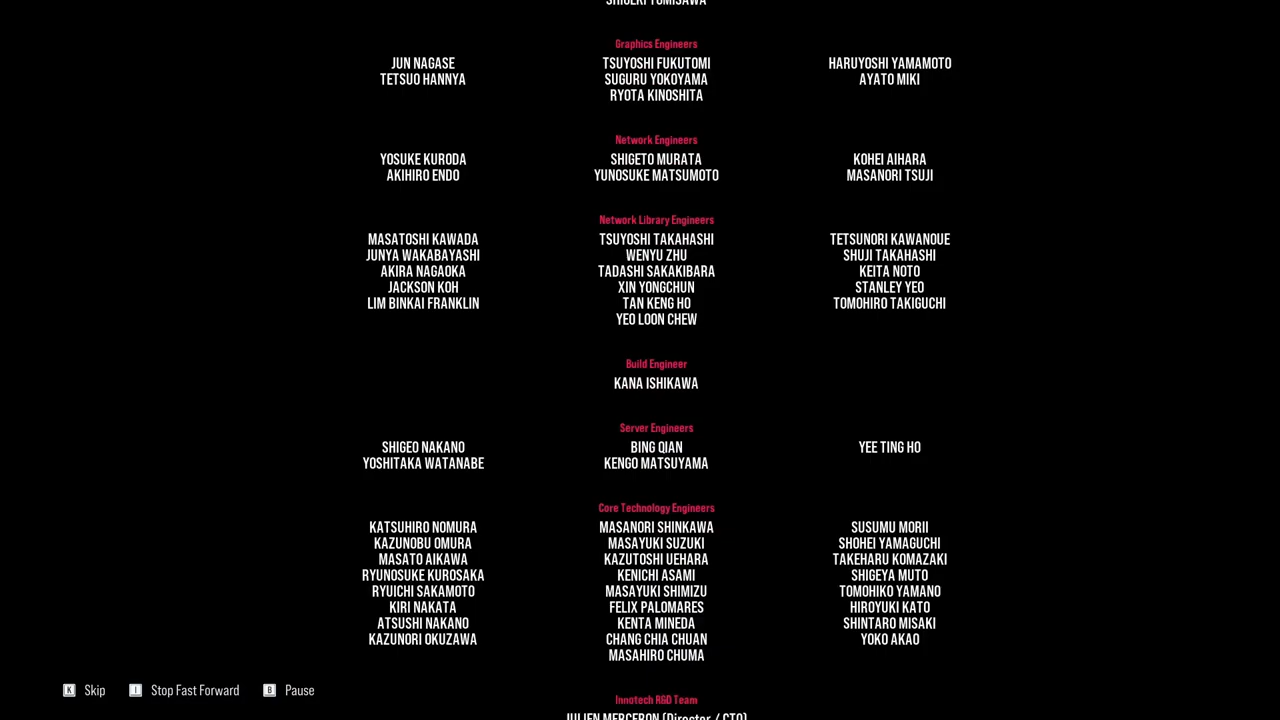 SHIGEKI TOMISAWA
Graphics Engineers
JUN NAGASE TSUYOSHI FUKUTOMI HARUYOSHI YAMAMOTO
TETSUO HANNYA SUGURU YOKOYAMA AYATO MIKI
RYOTA KINOSHITA
Network Engineers
YOSUKE KURODA SHIGETO MURATA KOHEI AIHARA
AKIHIRO ENDO YUNOSUKE MATSUMOTO MASANORI TSUJI
Network Library Engineers
MASATOSHI KAWADA TSUYOSHI TAKAHASHI TETSUNORI KAWANOUE
JUNYA WAKABAYASHI WENYU ZHU SHUJI TAKAHASHI
AKIRA NAGAOKA TADASHI SAKAKIBARA KEITA NOTO
JACKSON KOH XIN YONGCHUN STANLEY YEO
LIM BINKAI FRANKLIN TAN KENG HO TOMOHIRO TAKIGUCHI
YEO LOON CHEW
Build Engineer
KANA ISHIKAWA
Server Engineers
SHIGEO NAKANO BING QIAN YEE TING HO
YOSHITAKA WATANABE KENGO MATSUYAMA
Core Technology Engineers
KATSUHIRO NOMURA MASANORI SHINKAWA SUSUMU MORII
KAZUNOBU OMURA MASAYUKI SUZUKI SHOHEI YAMAGUCHI
MASATO AIKAWA KAZUTOSHI UEHARA TAKEHARU KOMAZAKI
RYUNOSUKE KUROSAKA KENICHI ASAMI SHIGEYA MUTO
RYUICHI SAKAMOTO MASAYUKI SHIMIZU TOMOHIKO YAMANO
KIRI NAKATA FELIX PALOMARES HIROYUKI KATO
ATSUSHI NAKANO KENTA MINEDA SHINTARO MISAKI
KAZUNORI OKUZAWA CHANG CHIA CHUAN YOKO AKAO
MASAHIRO CHUMA
Innotech R&D Team
JULIEN MERCERON (Director / CTO)
K Skip I Stop Fast Forward B Pause